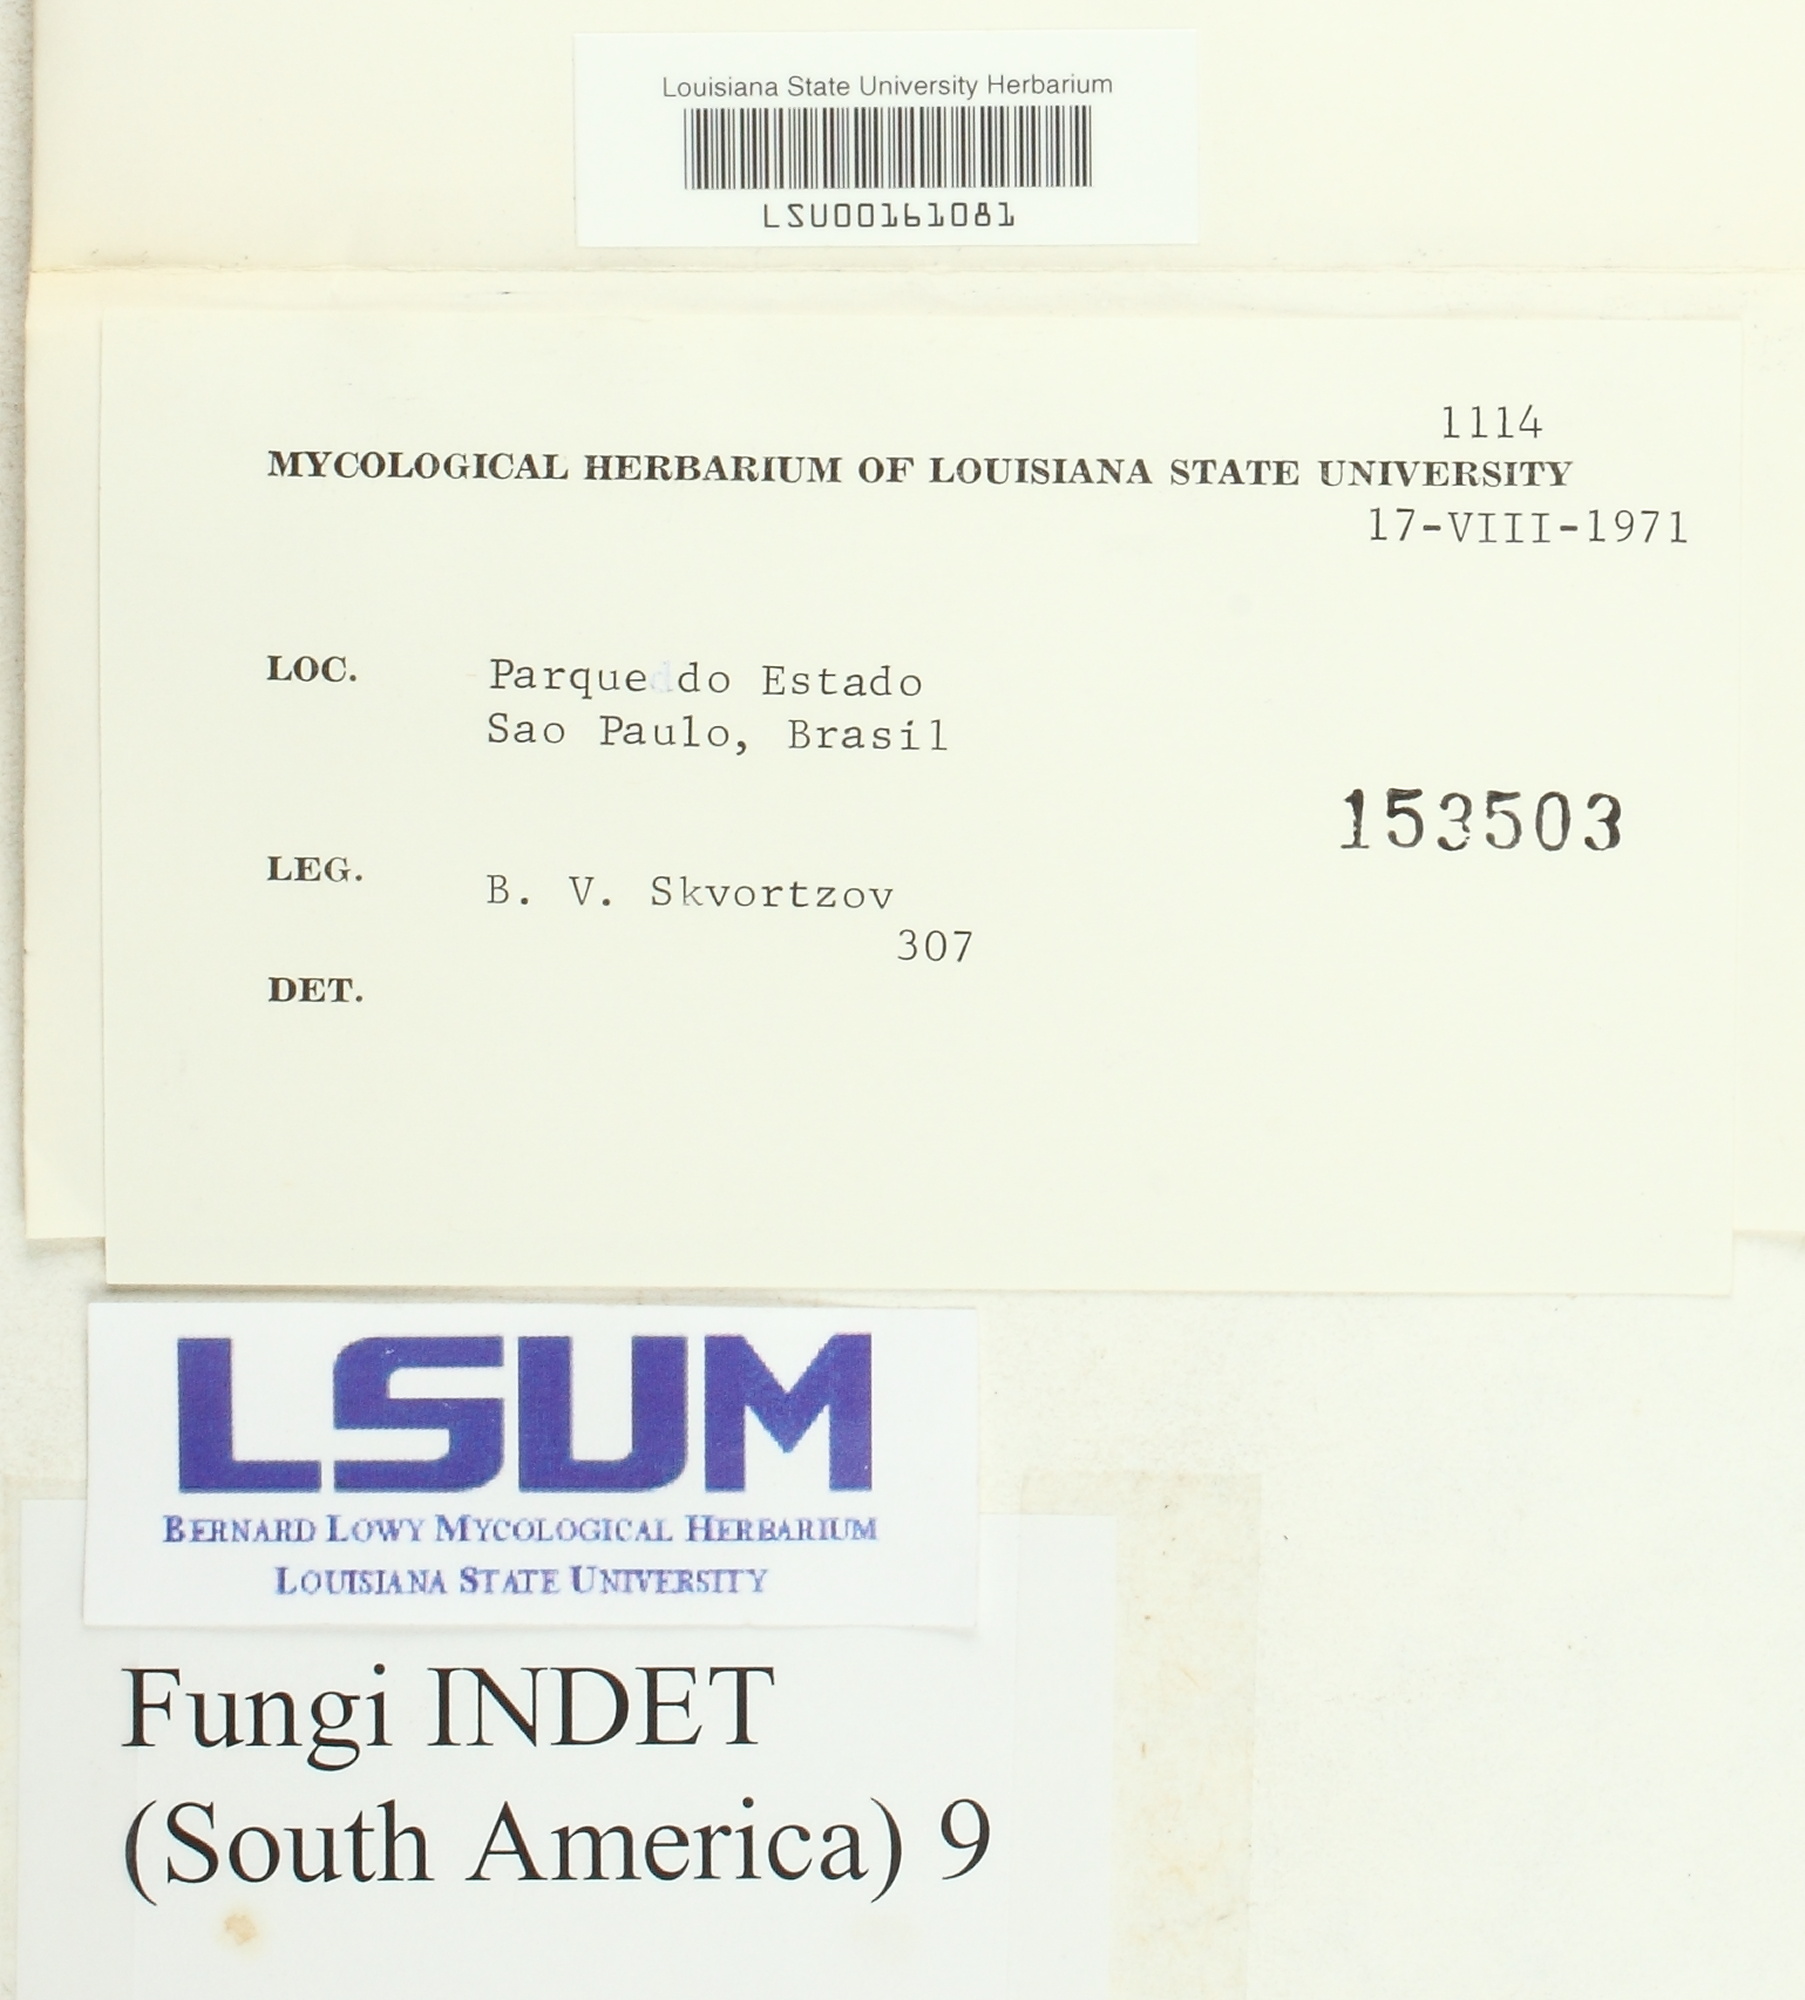 Louisiana State University Herbarium
LSU00161081
1114
MYCOLOGICAL HERBARIUM OF LOUISIANA STATE UNIVERSITY
17-VIII-1971
LOC. Parque do Estado
Sao Paulo, Brasil
153503
LEG. B. V. Skvortzov
307
DET.
LSUM
BERNARD LOWY MYCOLOGICAL HERBARIUM
LOUISIANA STATE UNIVERSITY
Fungi INDET
(South America) 9